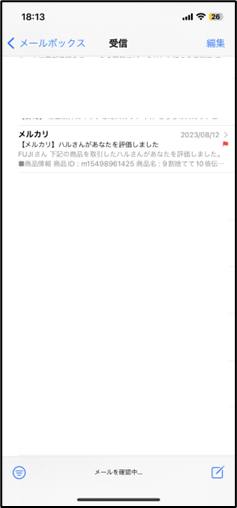 18:13
26
メールボックス
受信
編集
メルカリ
2023/08/12
【メルカリ】ハルさんがあなたを評価しました
FUJIさん 下記の商品を取引したハルさんがあなたを評価しました。
■商品情報 商品ID : m15498961425 商品名 : 9割捨てて10倍伝…
メールを確認中...